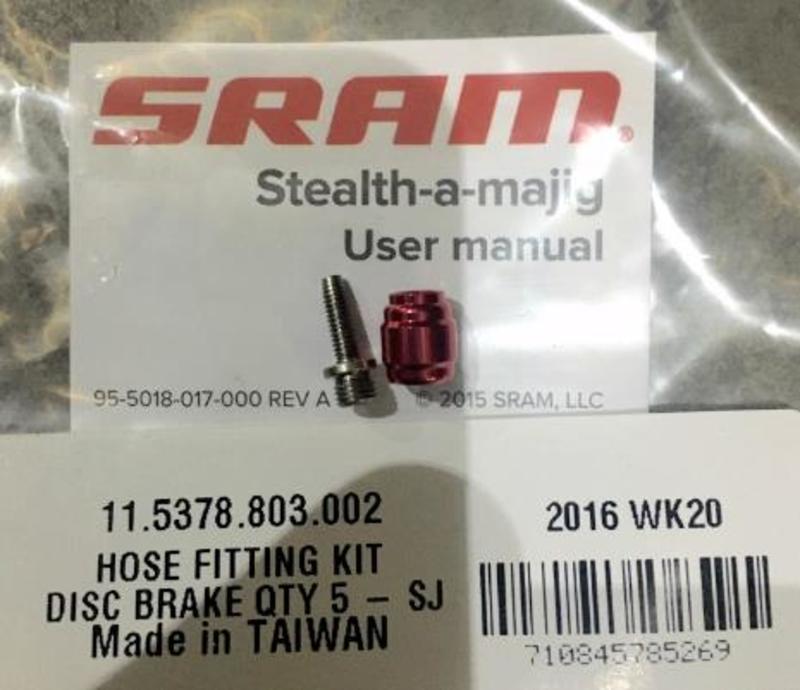 SRAM®
Stealth-a-majig
User manual
95-5018-017-000 REV A © 2015 SRAM, LLC
11.5378.803.002
2016 WK20
HOSE FITTING KIT
DISC BRAKE QTY 5 – SJ
Made in TAIWAN
710845785269